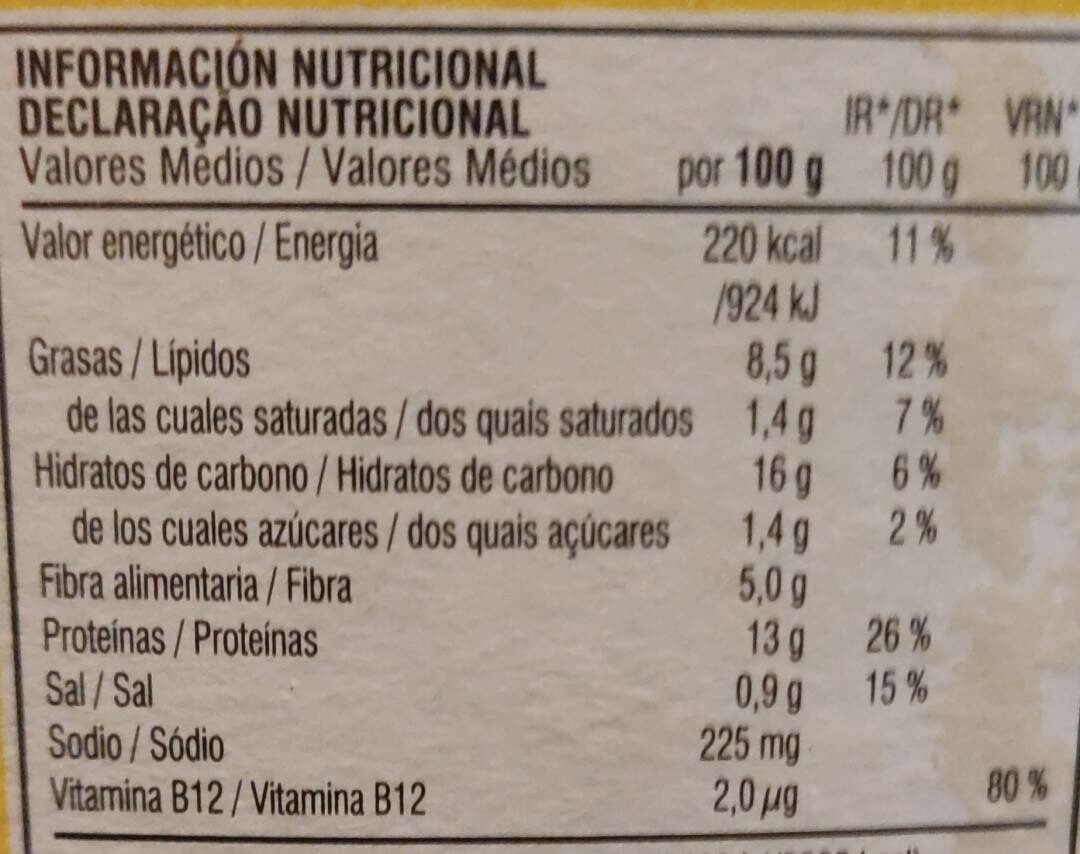 INFORMACIÓN NUTRICIONAL
DECLARAÇÃO NUTRICIONAL IR*/DR* VRN*
Valores Medios / Valores Médios por 100 g 100 g 100
Valor energético / Energia 220 kcal 11 %
/924 kJ
Grasas / Lípidos 8,5 g 12 %
de las cuales saturadas / dos quais saturados 1,4 g 7 %
Hidratos de carbono / Hidratos de carbono 16 g 6 %
de los cuales azúcares / dos quais açúcares 1,4 g 2 %
Fibra alimentaria / Fibra 5,0 g
Proteínas / Proteínas 13 g 26 %
Sal / Sal 0,9 g 15 %
Sodio / Sódio 225 mg
Vitamina B12 / Vitamina B12 2,0 µg 80 %